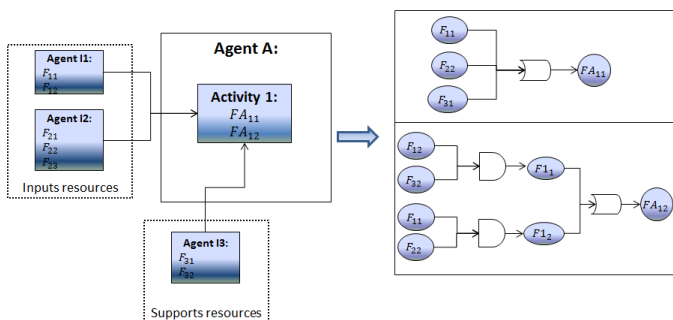 Agent I1:
F₁₁
F₁₂
Agent I2:
F₂₁
F₂₂
F₂₃
Inputs resources
Agent A:
Activity 1:
FA₁₁
FA₁₂
Agent I3:
F₃₁
F₃₂
Supports resources
F₁₁
F₂₂
F₃₁
FA₁₁
F₁₂
F₃₂
F₁₁
F₂₂
F1₁
F1₂
FA₁₂